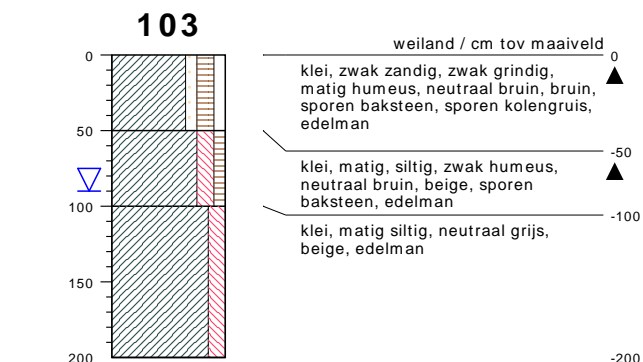 103
weiland / cm tov maaiveld
0
0
klei, zwak zandig, zwak grindig,
matig humeus, neutraal bruin, bruin,
sporen baksteen, sporen kolengruis,
edelman
50
-50
klei, matig, siltig, zwak humeus,
neutraal bruin, beige, sporen
baksteen, edelman
100
-100
klei, matig siltig, neutraal grijs,
beige, edelman
150
200
-200